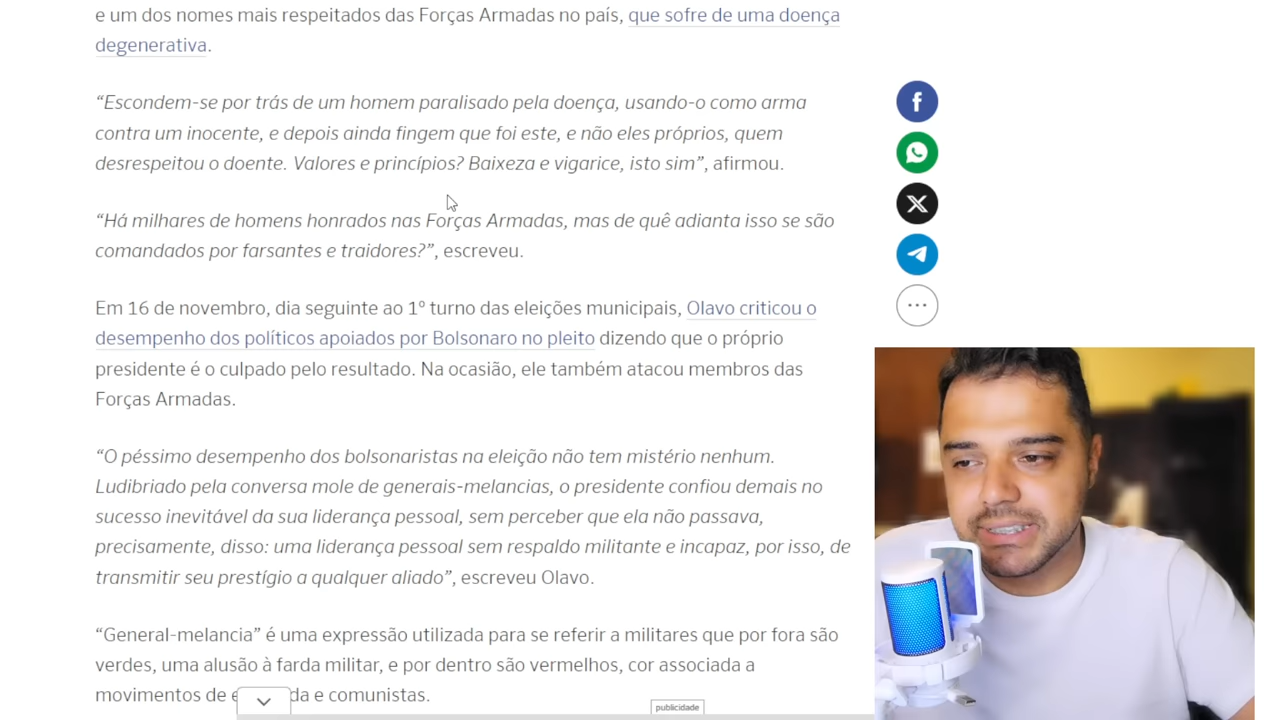 e um dos nomes mais respeitados das Forças Armadas no país, que sofre de uma doença
degenerativa.
“Escondem-se por trás de um homem paralisado pela doença, usando-o como arma
contra um inocente, e depois ainda fingem que foi este, e não eles próprios, quem
desrespeitou o doente. Valores e princípios? Baixeza e vigarice, isto sim”, afirmou.
“Há milhares de homens honrados nas Forças Armadas, mas de quê adianta isso se são
comandados por farsantes e traidores?”, escreveu.
Em 16 de novembro, dia seguinte ao 1º turno das eleições municipais, Olavo criticou o
desempenho dos políticos apoiados por Bolsonaro no pleito dizendo que o próprio
presidente é o culpado pelo resultado. Na ocasião, ele também atacou membros das
Forças Armadas.
“O péssimo desempenho dos bolsonaristas na eleição não tem mistério nenhum.
Ludibriado pela conversa mole de generais-melancias, o presidente confiou demais no
sucesso inevitável da sua liderança pessoal, sem perceber que ela não passava,
precisamente, disso: uma liderança pessoal sem respaldo militante e incapaz, por isso, de
transmitir seu prestígio a qualquer aliado”, escreveu Olavo.
“General-melancia” é uma expressão utilizada para se referir a militares que por fora são
verdes, uma alusão à farda militar, e por dentro são vermelhos, cor associada a
movimentos de e da e comunistas.
publicidade